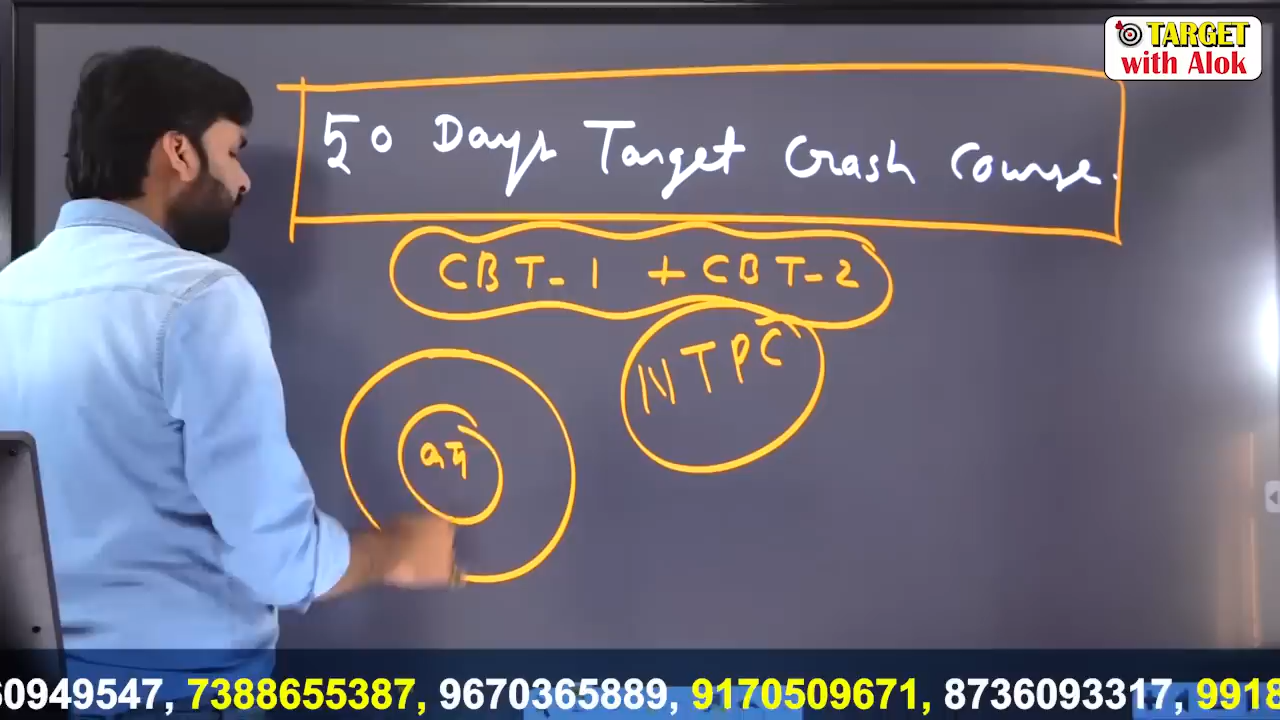 TARGET
with Alok
50 Days Target Crash Course.
CBT-1 + CBT-2
NTPC
60949547, 7388655387, 9670365889, 9170509671, 8736093317, 9918